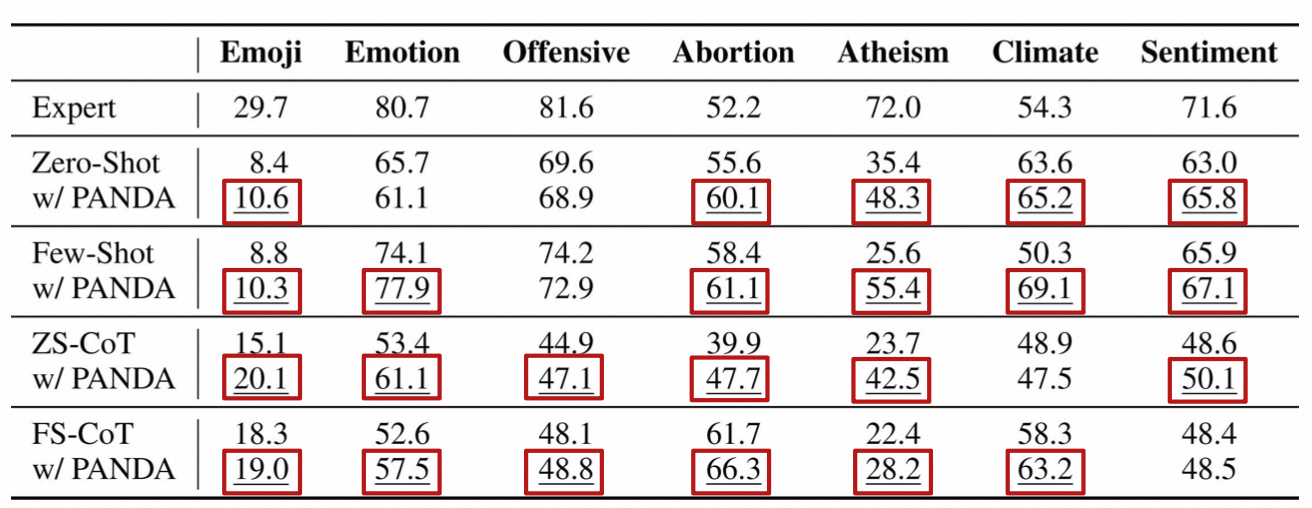 Emoji Emotion Offensive Abortion Atheism Climate Sentiment
Expert 29.7 80.7 81.6 52.2 72.0 54.3 71.6
Zero-Shot 8.4 65.7 69.6 55.6 35.4 63.6 63.0
w/ PANDA 10.6 61.1 68.9 60.1 48.3 65.2 65.8
Few-Shot 8.8 74.1 74.2 58.4 25.6 50.3 65.9
w/ PANDA 10.3 77.9 72.9 61.1 55.4 69.1 67.1
ZS-CoT 15.1 53.4 44.9 39.9 23.7 48.9 48.6
w/ PANDA 20.1 61.1 47.1 47.7 42.5 47.5 50.1
FS-CoT 18.3 52.6 48.1 61.7 22.4 58.3 48.4
w/ PANDA 19.0 57.5 48.8 66.3 28.2 63.2 48.5